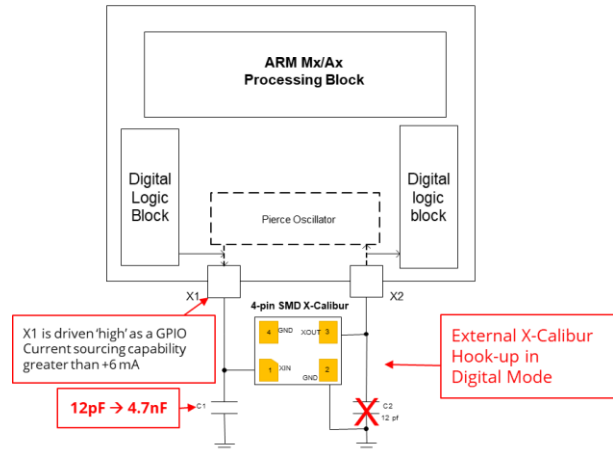 ARM Mx/Ax
Processing Block
Digital
Logic
Block
Digital
logic
block
Pierce Oscillator
X1
X2
4-pin SMD X-Calibur
4
GND
XOUT
3
1
XIN
2
GND
X1 is driven ‘high’ as a GPIO
Current sourcing capability
greater than +6 mA
External X-Calibur
Hook-up in
Digital Mode
12pF → 4.7nF
C1
C2
12 pf